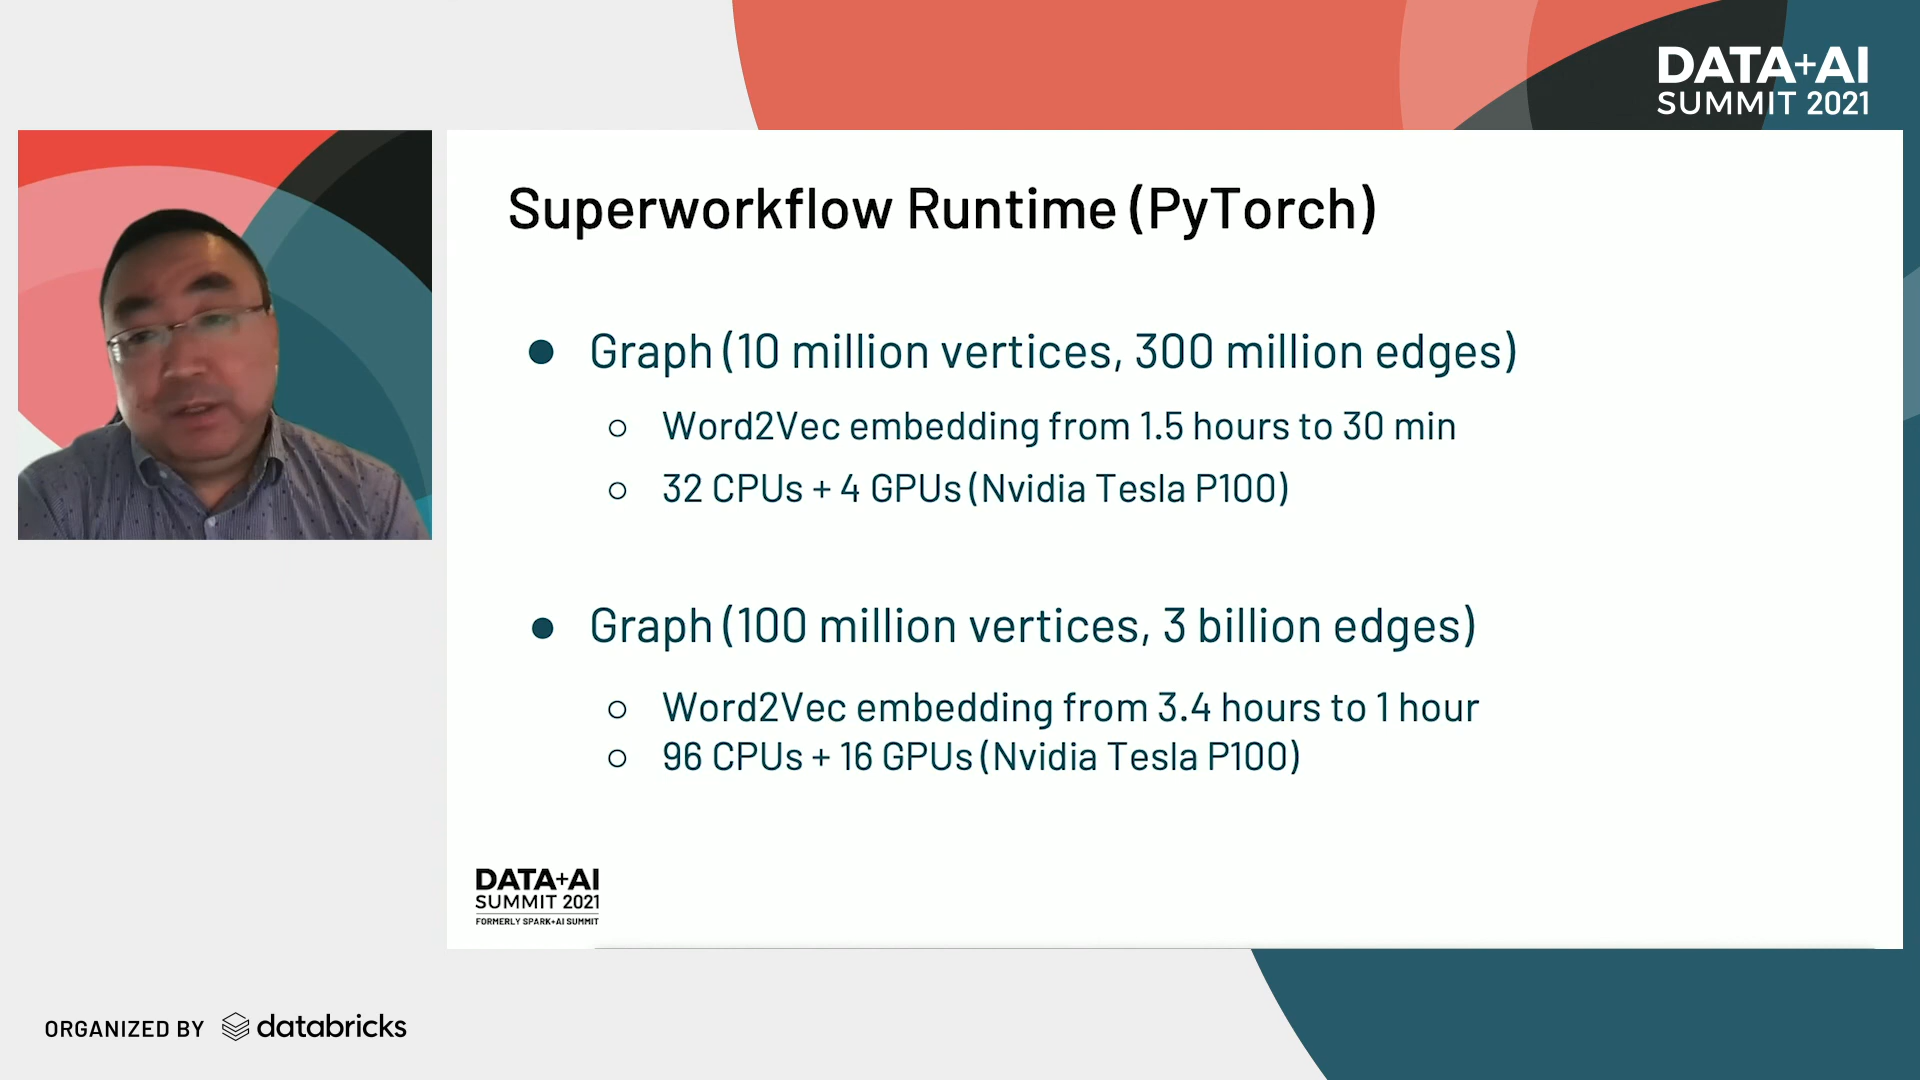 DATA+AI
SUMMIT 2021
Superworkflow Runtime (PyTorch)
● Graph (10 million vertices, 300 million edges)
○ Word2Vec embedding from 1.5 hours to 30 min
○ 32 CPUs + 4 GPUs (Nvidia Tesla P100)
● Graph (100 million vertices, 3 billion edges)
○ Word2Vec embedding from 3.4 hours to 1 hour
○ 96 CPUs + 16 GPUs (Nvidia Tesla P100)
DATA+AI
SUMMIT 2021
FORMERLY SPARK+AI SUMMIT
ORGANIZED BY databricks